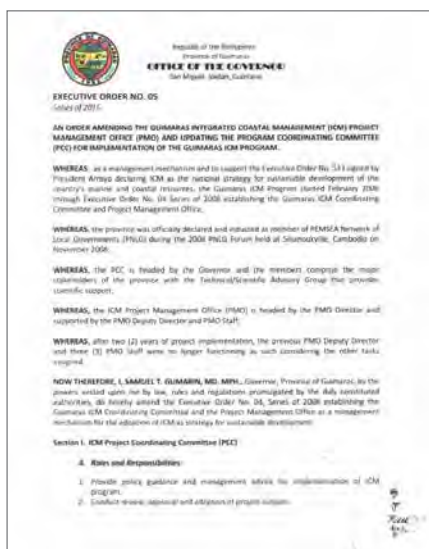 Republic of the Philippines
Province of Guimaras
OFFICE OF THE GOVERNOR
San Miguel, Jordan, Guimaras
EXECUTIVE ORDER NO. 05
Series of 2015
AN ORDER AMENDING THE GUIMARAS INTEGRATED COASTAL MANAGEMENT (ICM) PROJECT
MANAGEMENT OFFICE (PMO) AND UPDATING THE PROGRAM COORDINATING COMMITTEE
(PCC) FOR IMPLEMENTATION OF THE GUIMARAS ICM PROGRAM.
WHEREAS, as a management mechanism and to support the Executive Order No. 533 signed by
President Arroyo declaring ICM as the national strategy for sustainable development of the
country's marine and coastal resources, the Guimaras ICM Program started February
through Executive Order No. 04 Series of 2008 establishing the Guimaras ICM Coordinating
Committee and Project Management Office;
WHEREAS, the province was officially declared and inducted as member of PEMSEA Network of
Local Governments (PNLG) during the 2008 PNLG Forum held at Sihanoukville, Cambodia on
November 2008;
WHEREAS, the PCC is headed by the Governor and the members comprise the major
stakeholders of the province with the Technical/Scientific Advisory Group that provides
scientific support;
WHEREAS, the ICM Project Management Office (PMO) is headed by the PMO Director and
supported by the PMO Deputy Director and PMO Staff;
WHEREAS, after two (2) years of project implementation, the previous PMO Deputy Director
and three (3) PMO Staff were no longer functioning as such considering the other tasks
assigned.
NOW THEREFORE, I, SAMUEL T. GUMARIN, MD. MPH., Governor, Province of Guimaras, by the
powers vested upon me by law, rules and regulations promulgated by the duly constituted
authorities, do hereby amend the Executive Order No. 04, Series of 2008 establishing the
Guimaras ICM Coordinating Committee and the Project Management Office as a management
mechanism for the adoption of ICM as strategy for sustainable development:
Section I. ICM Project Coordinating Committee (PCC)
A. Roles and Responsibilities
1. Provide policy guidance and management advice for implementation of ICM
program.
2. Conduct review, approval and adoption of project outputs.